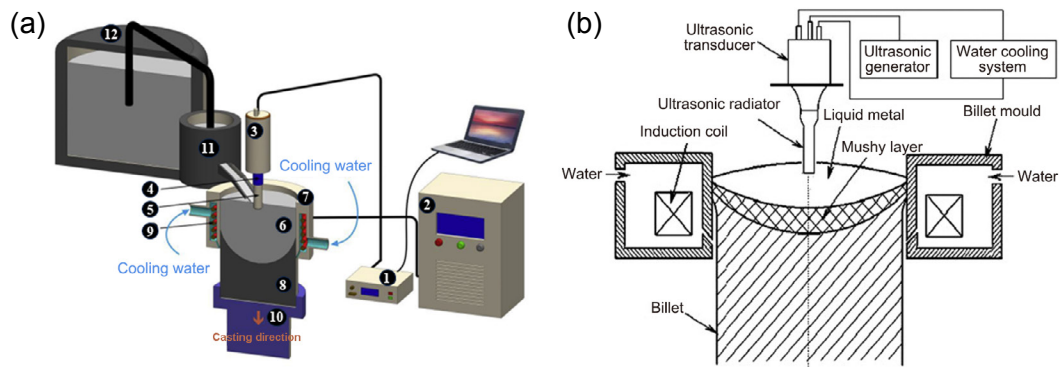 (a)
12
3
11
4
5
Cooling water
7
2
6
9
Cooling water
8
1
10
Casting direction
(b)
Ultrasonic
transducer
Ultrasonic
generator
Water cooling
system
Ultrasonic radiator
Liquid metal
Billet mould
Induction coil
Mushy layer
Water
Water
Billet